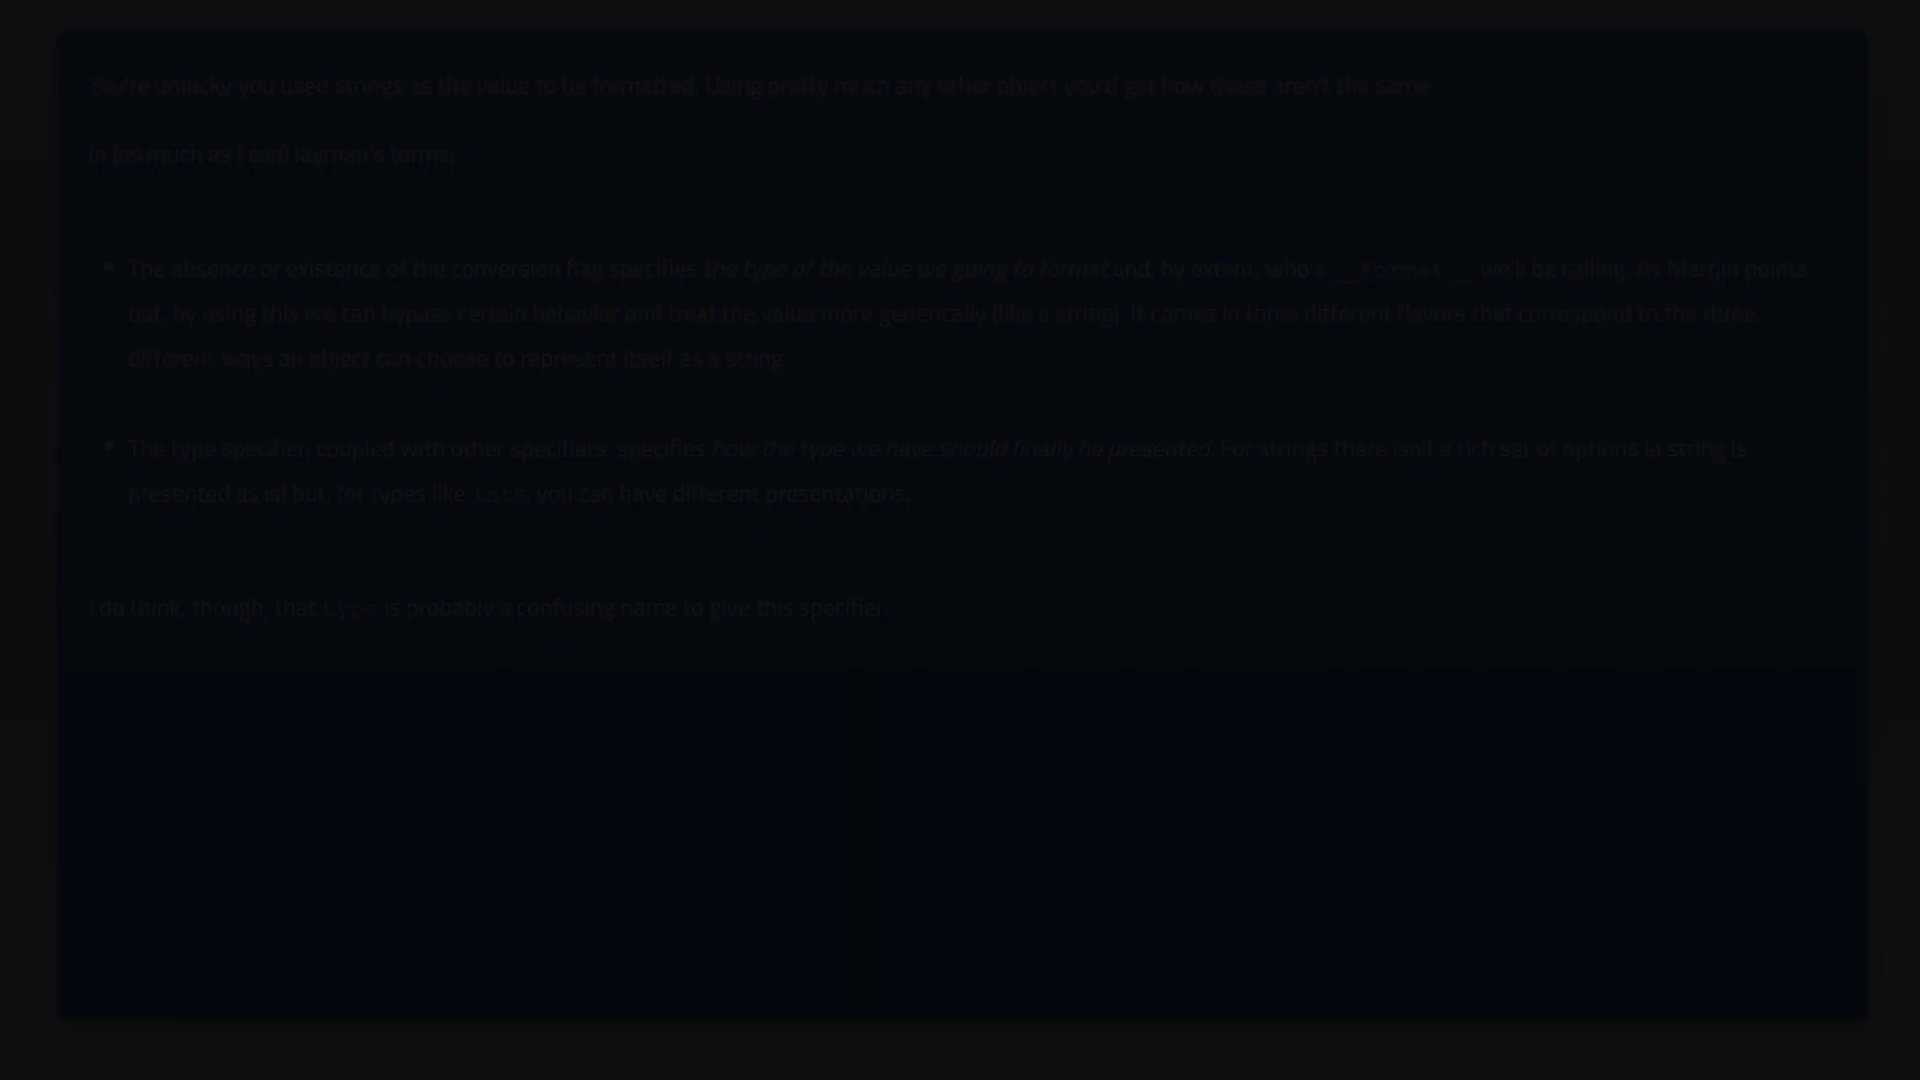 You're unlucky you used strings as the value to be formatted. Using pretty much any other object you'd get how these aren't the same.
In (as much as I can) layman's terms:
The absence or existence of the conversion flag specifies the type of the value we going to format and, by extent, who's __format__ we'll be calling. As Martijn points
out, by using this we can bypass certain behavior and treat the value more generically (like a string). It comes in three different flavors that correspond to the three
different ways an object can choose to represent itself as a string.
The type specifier, coupled with other specifiers, specifies how the type we have should finally be presented. For strings there isn't a rich set of options (a string is
presented as is) but, for types like ints, you can have different presentations.
I do think, though, that type is probably a confusing name to give this specifier.